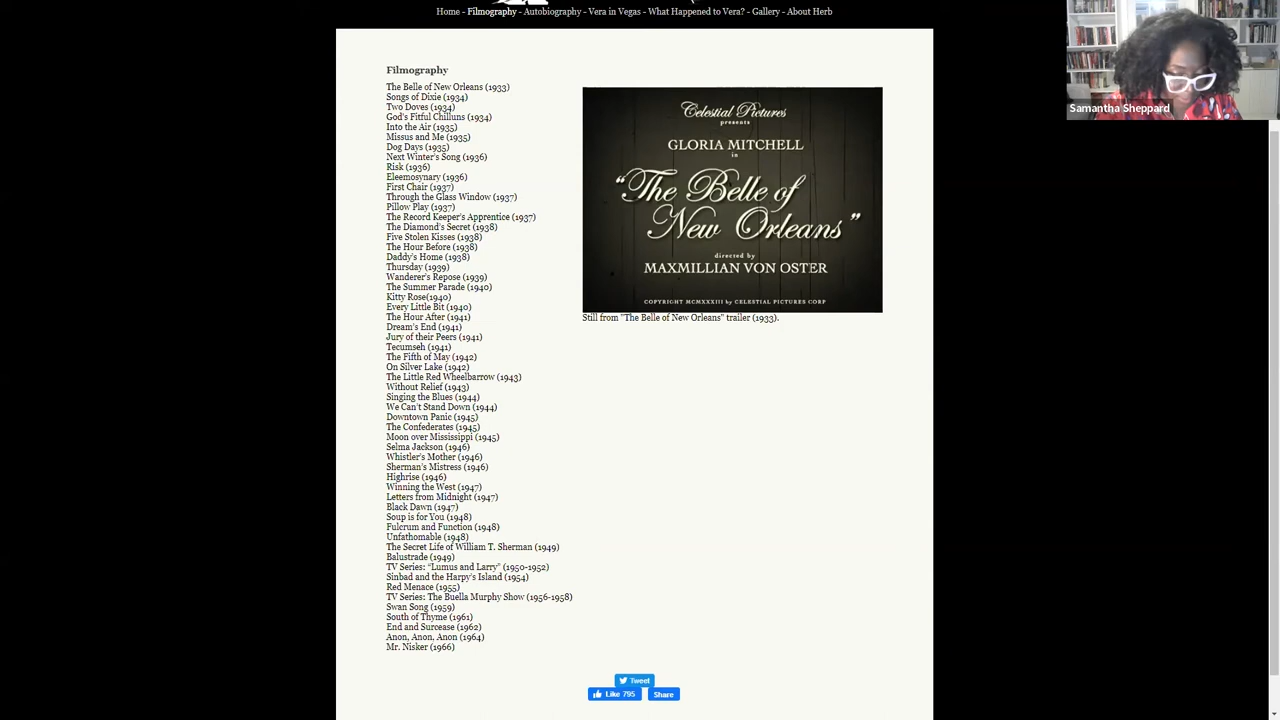 Home - Filmography - Autobiography - Vera in Vegas - What Happened to Vera? - Gallery - About Herb
Samantha Sheppard
Filmography
The Belle of New Orleans (1933)
Songs of Dixie (1934)
Two Doves (1934)
God's Fitful Chilluns (1934)
Into the Air (1935)
Missus and Me (1935)
Dog Days (1935)
Next Winter's Song (1936)
Risk (1936)
Eleemosynary (1936)
First Chair (1937)
Through the Glass Window (1937)
Pillow Play (1937)
The Record Keeper's Apprentice (1937)
The Diamond's Secret (1938)
Five Stolen Kisses (1938)
The Hour Before (1938)
Daddy's Home (1938)
Thursday (1939)
Wanderer's Repose (1939)
The Summer Parade (1940)
Kitty Rose(1940)
Every Little Bit (1940)
The Hour After (1941)
Dream's End (1941)
Jury of their Peers (1941)
Tecumseh (1941)
The Fifth of May (1942)
On Silver Lake (1942)
The Little Red Wheelbarrow (1943)
Without Relief (1943)
Singing the Blues (1944)
We Can't Stand Down (1944)
Downtown Panic (1945)
The Confederates (1945)
Moon over Mississippi (1945)
Selma Jackson (1946)
Whistler's Mother (1946)
Sherman's Mistress (1946)
Highrise (1946)
Winning the West (1947)
Letters from Midnight (1947)
Black Dawn (1947)
Soup is for You (1948)
Fulcrum and Function (1948)
Unfathomable (1948)
The Secret Life of William T. Sherman (1949)
Balustrade (1949)
TV Series: "Lumus and Larry" (1950-1952)
Sinbad and the Harpy's Island (1954)
Red Menace (1955)
TV Series: The Buella Murphy Show (1956-1958)
Swan Song (1959)
South of Thyme (1961)
End and Surcease (1962)
Anon, Anon, Anon (1964)
Mr. Nisker (1966)
Celestial Pictures
presents
GLORIA MITCHELL
in
"The Belle of
New Orleans"
directed by
MAXMILLIAN VON OSTER
COPYRIGHT MCMXXXIII by CELESTIAL PICTURES CORP
Still from "The Belle of New Orleans" trailer (1933).
Tweet
Like 795
Share